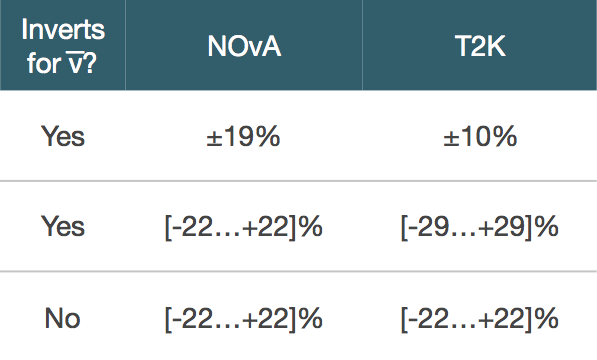 Inverts
for ν̅?
NOvA
T2K
Yes
±19%
±10%
Yes
[-22…+22]%
[-29…+29]%
No
[-22…+22]%
[-22…+22]%